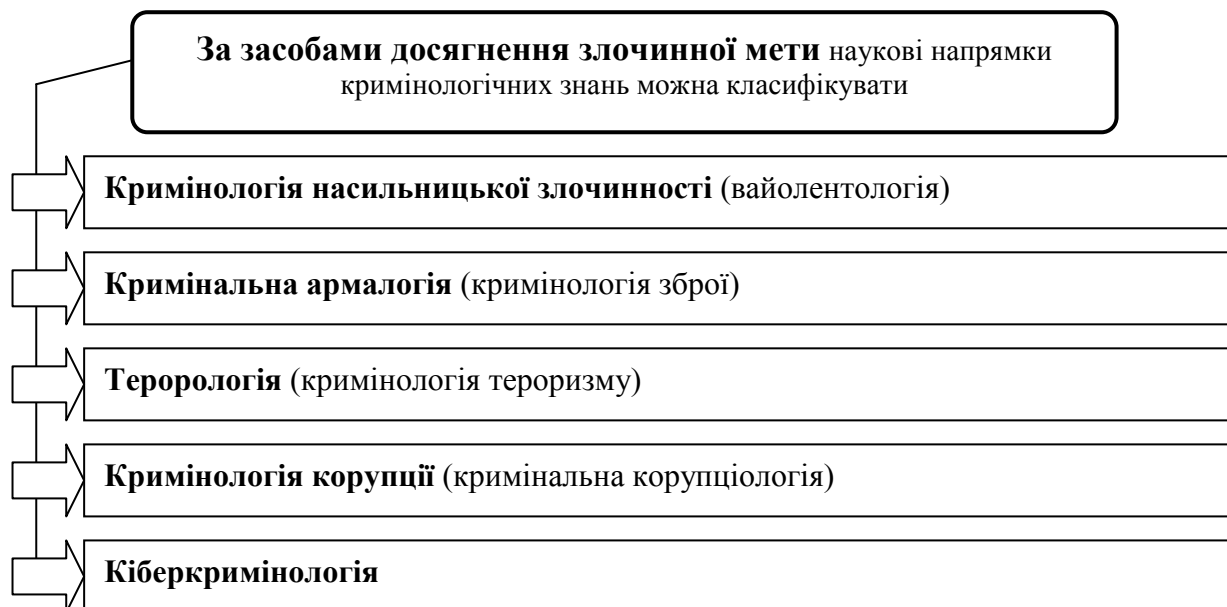 За засобами досягнення злочинної мети наукові напрямки
кримінологічних знань можна класифікувати
Кримінологія насильницької злочинності (вайолентологія)
Кримінальна армалогія (кримінологія зброї)
Терорологія (кримінологія тероризму)
Кримінологія корупції (кримінальна корупціологія)
Кіберкримінологія